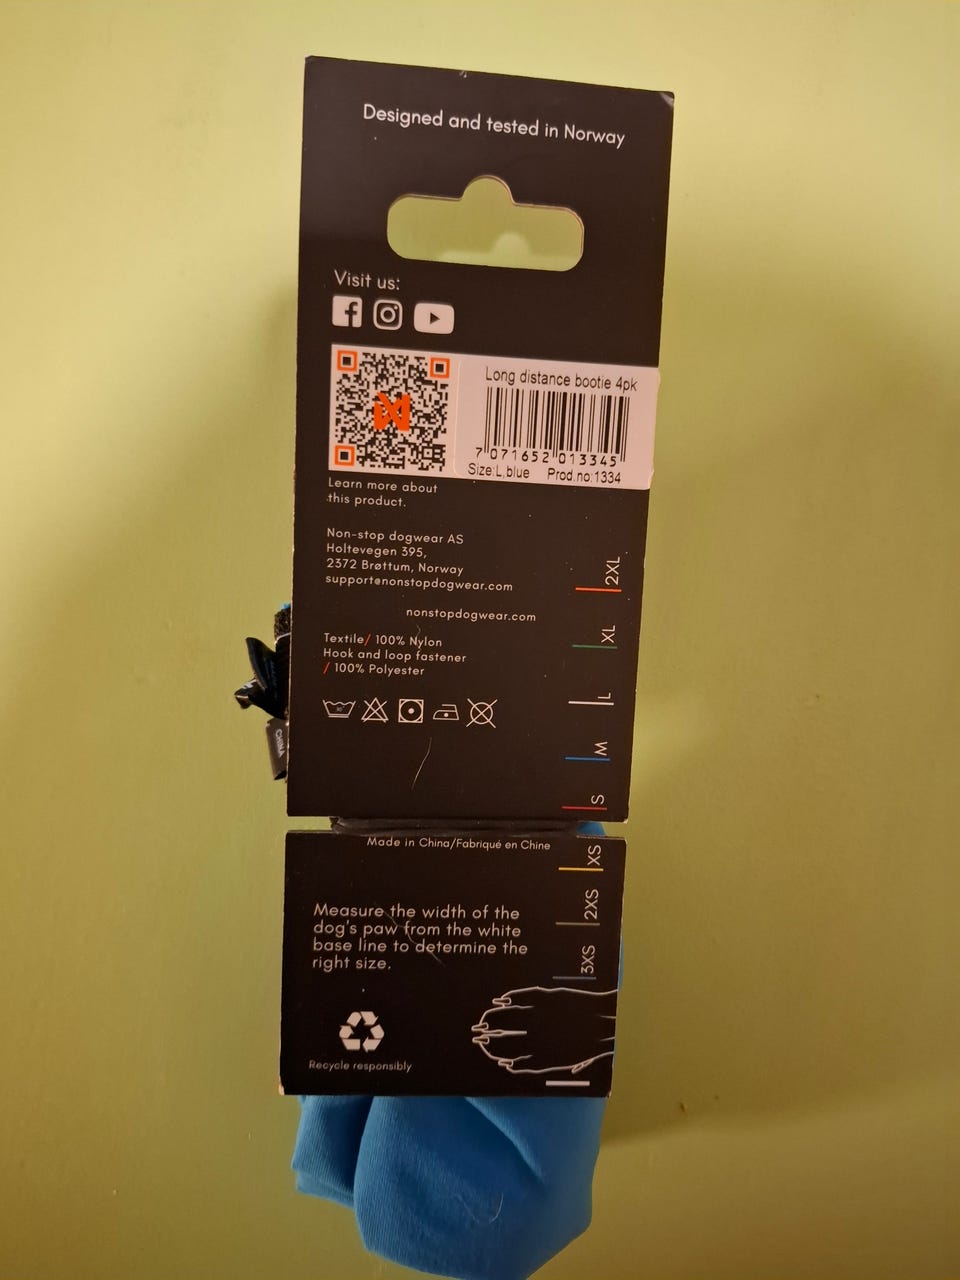 Designed and tested in Norway
Visit us:
Long distance bootie 4pk
7 071652 013345
Size:L,blue Prod.no:1334
Learn more about
this product.
Non-stop dogwear AS
Holtevegen 395,
2372 Brøttum, Norway
support@nonstopdogwear.com
nonstopdogwear.com
Textile/ 100% Nylon
Hook and loop fastener
/ 100% Polyester
2XL
XL
L
M
S
CHINA
Made in China/Fabriqué en Chine
XS
2XS
3XS
Measure the width of the
dog's paw from the white
base line to determine the
right size.
Recycle responsibly